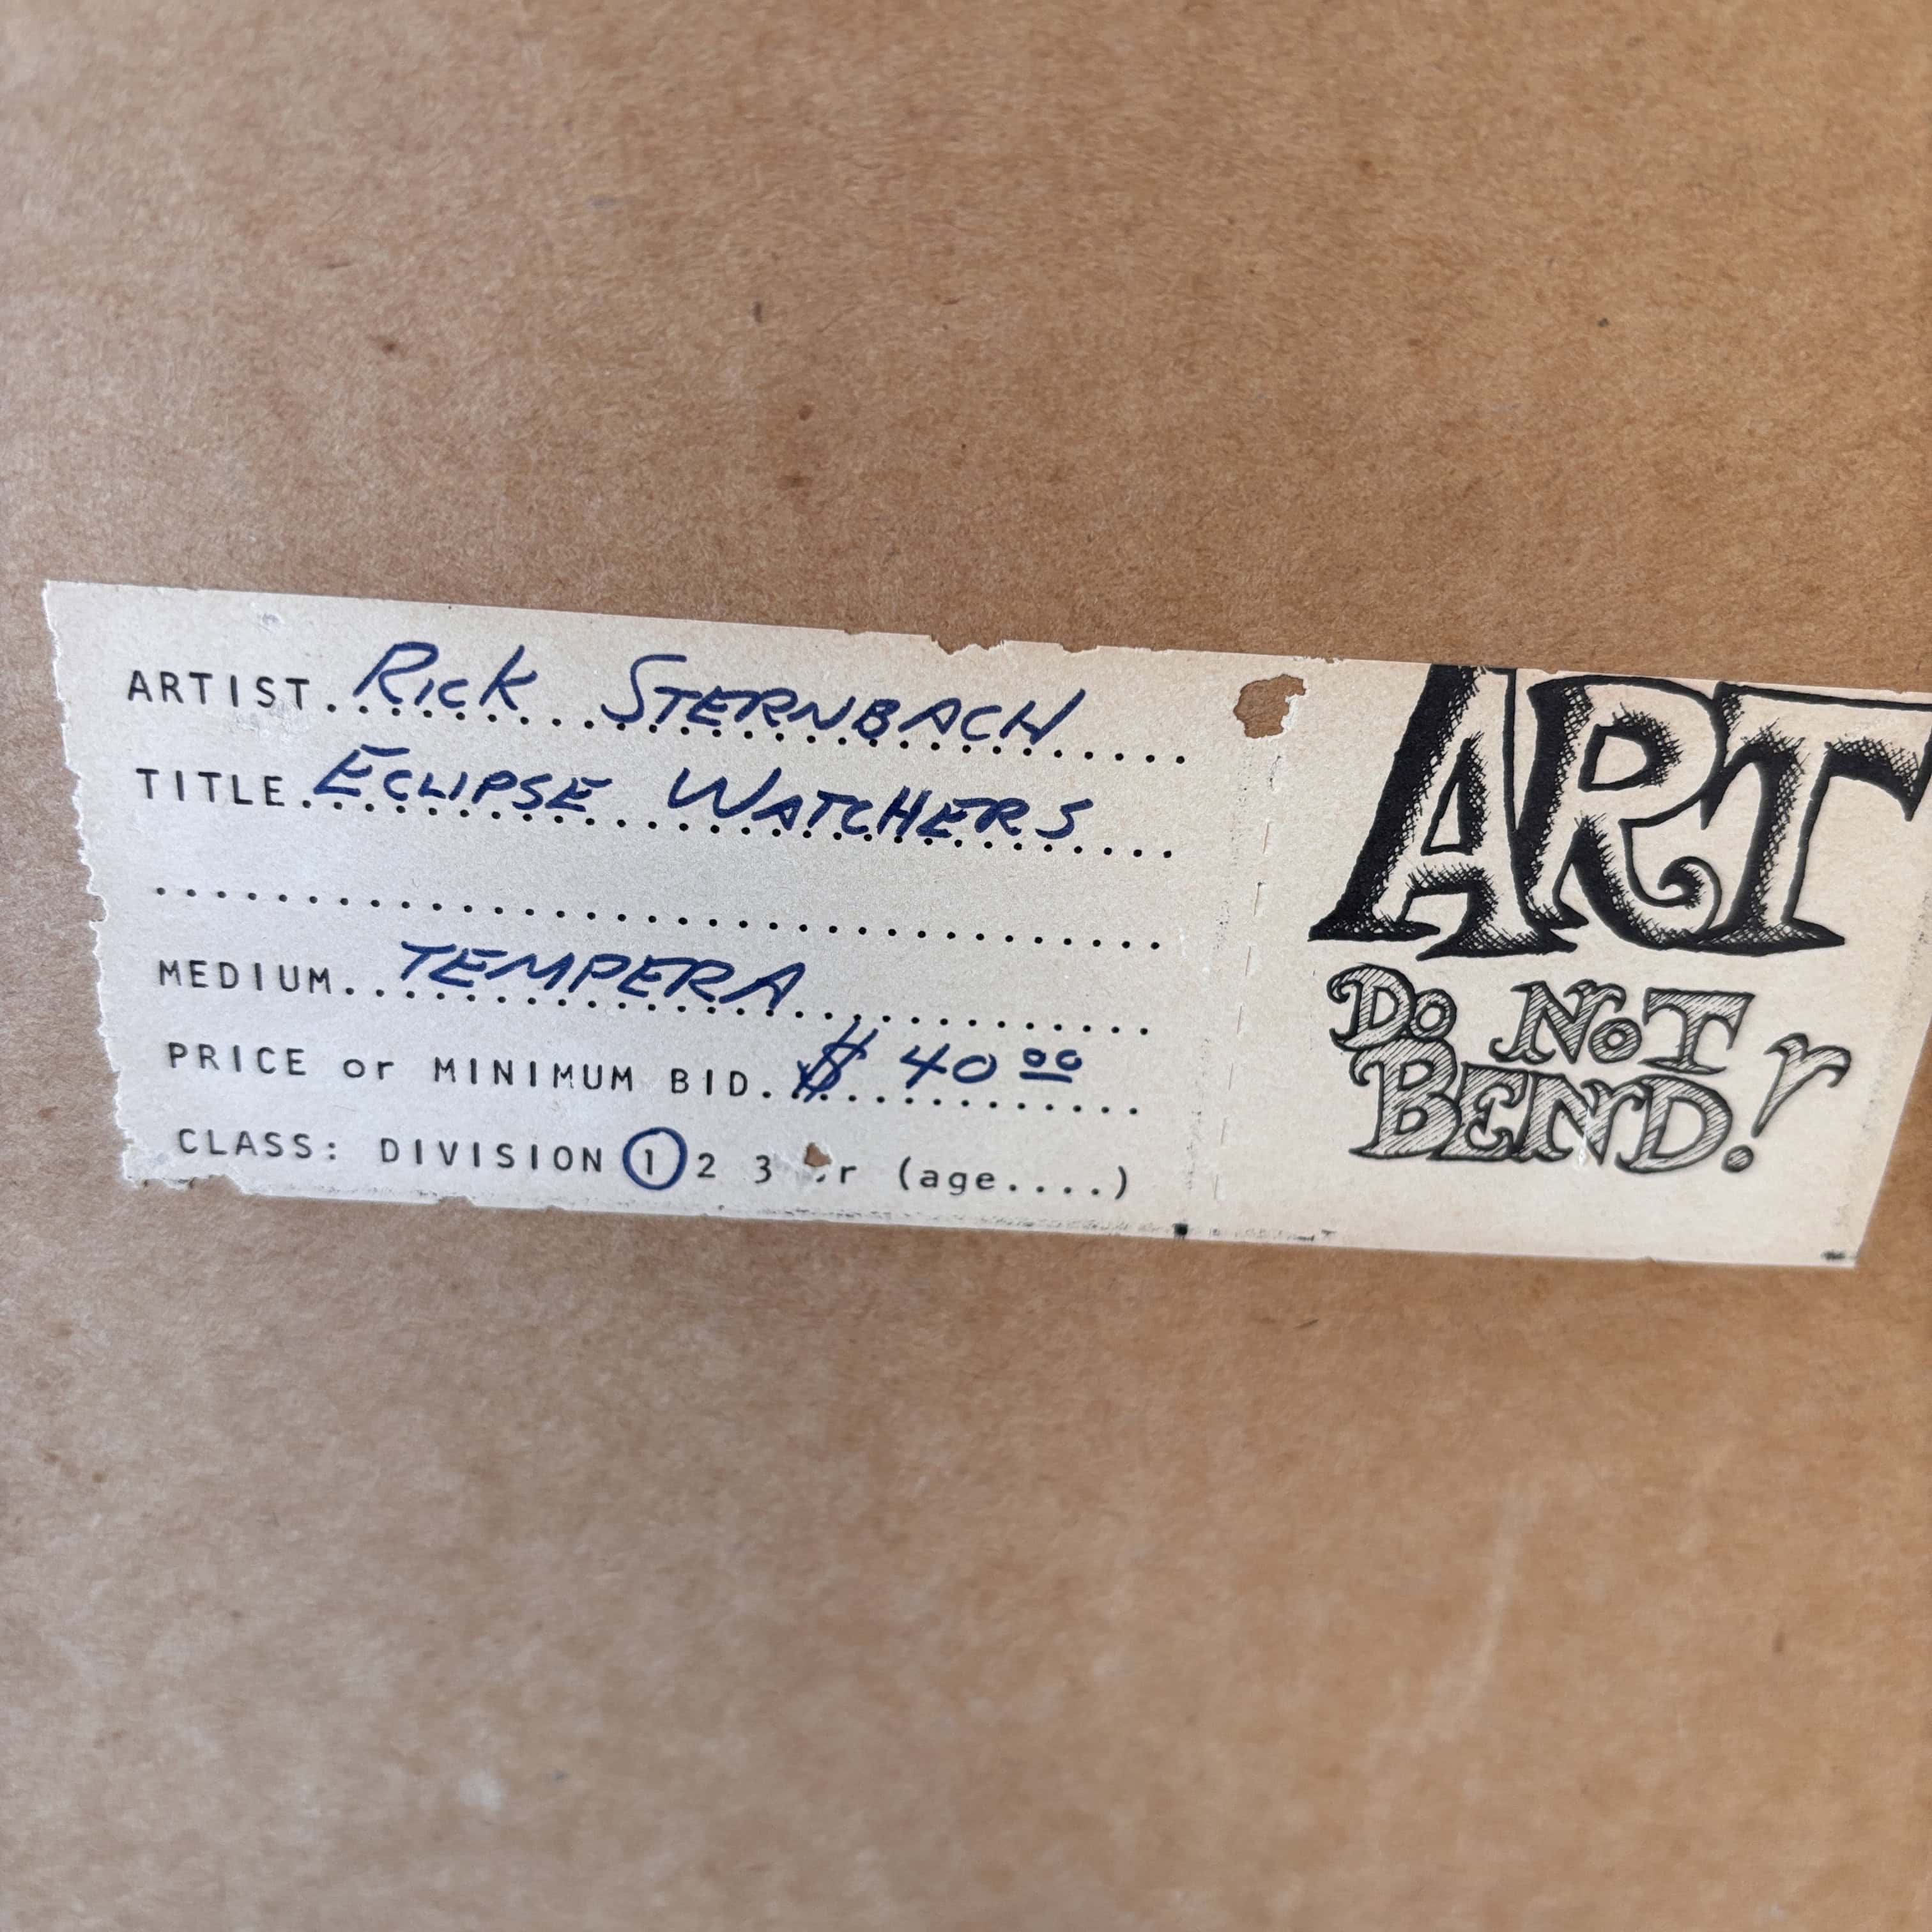 ARTIST. Rick STERNBACH
TITLE. ECLIPSE WATCHERS
MEDIUM. TEMPERA
PRICE or MINIMUM BID. $ 40 00
CLASS: DIVISION 1 2 3 r (age....)
ART
DO NOT
BEND!